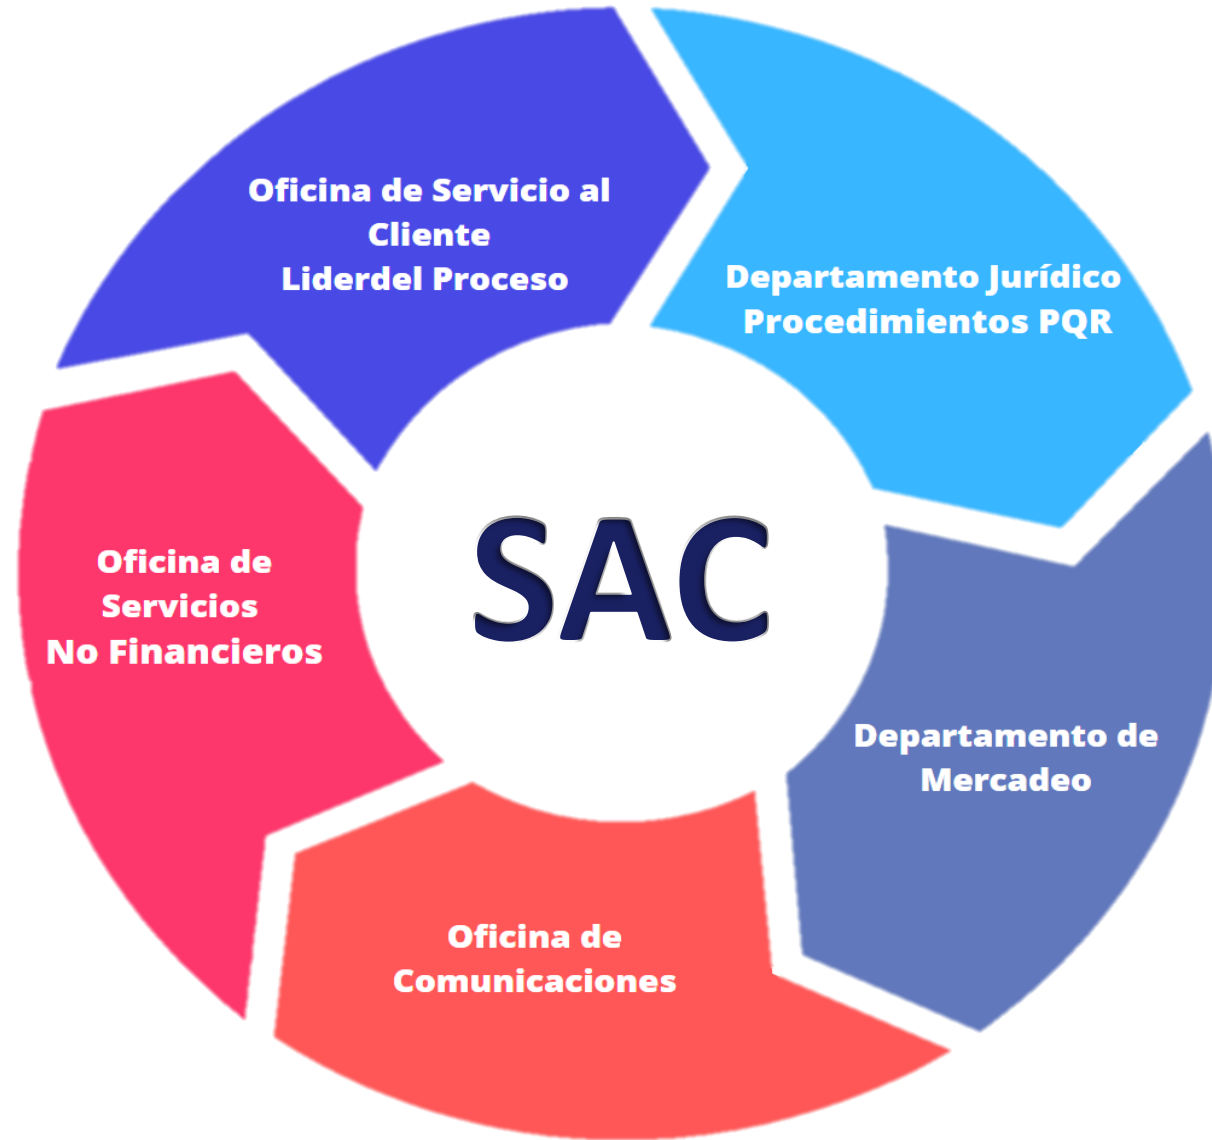 Oficina de Servicio al
Cliente
Liderdel Proceso
Departamento Jurídico
Procedimientos PQR
Departamento de
Mercadeo
Oficina de
Comunicaciones
Oficina de
Servicios
No Financieros
SAC